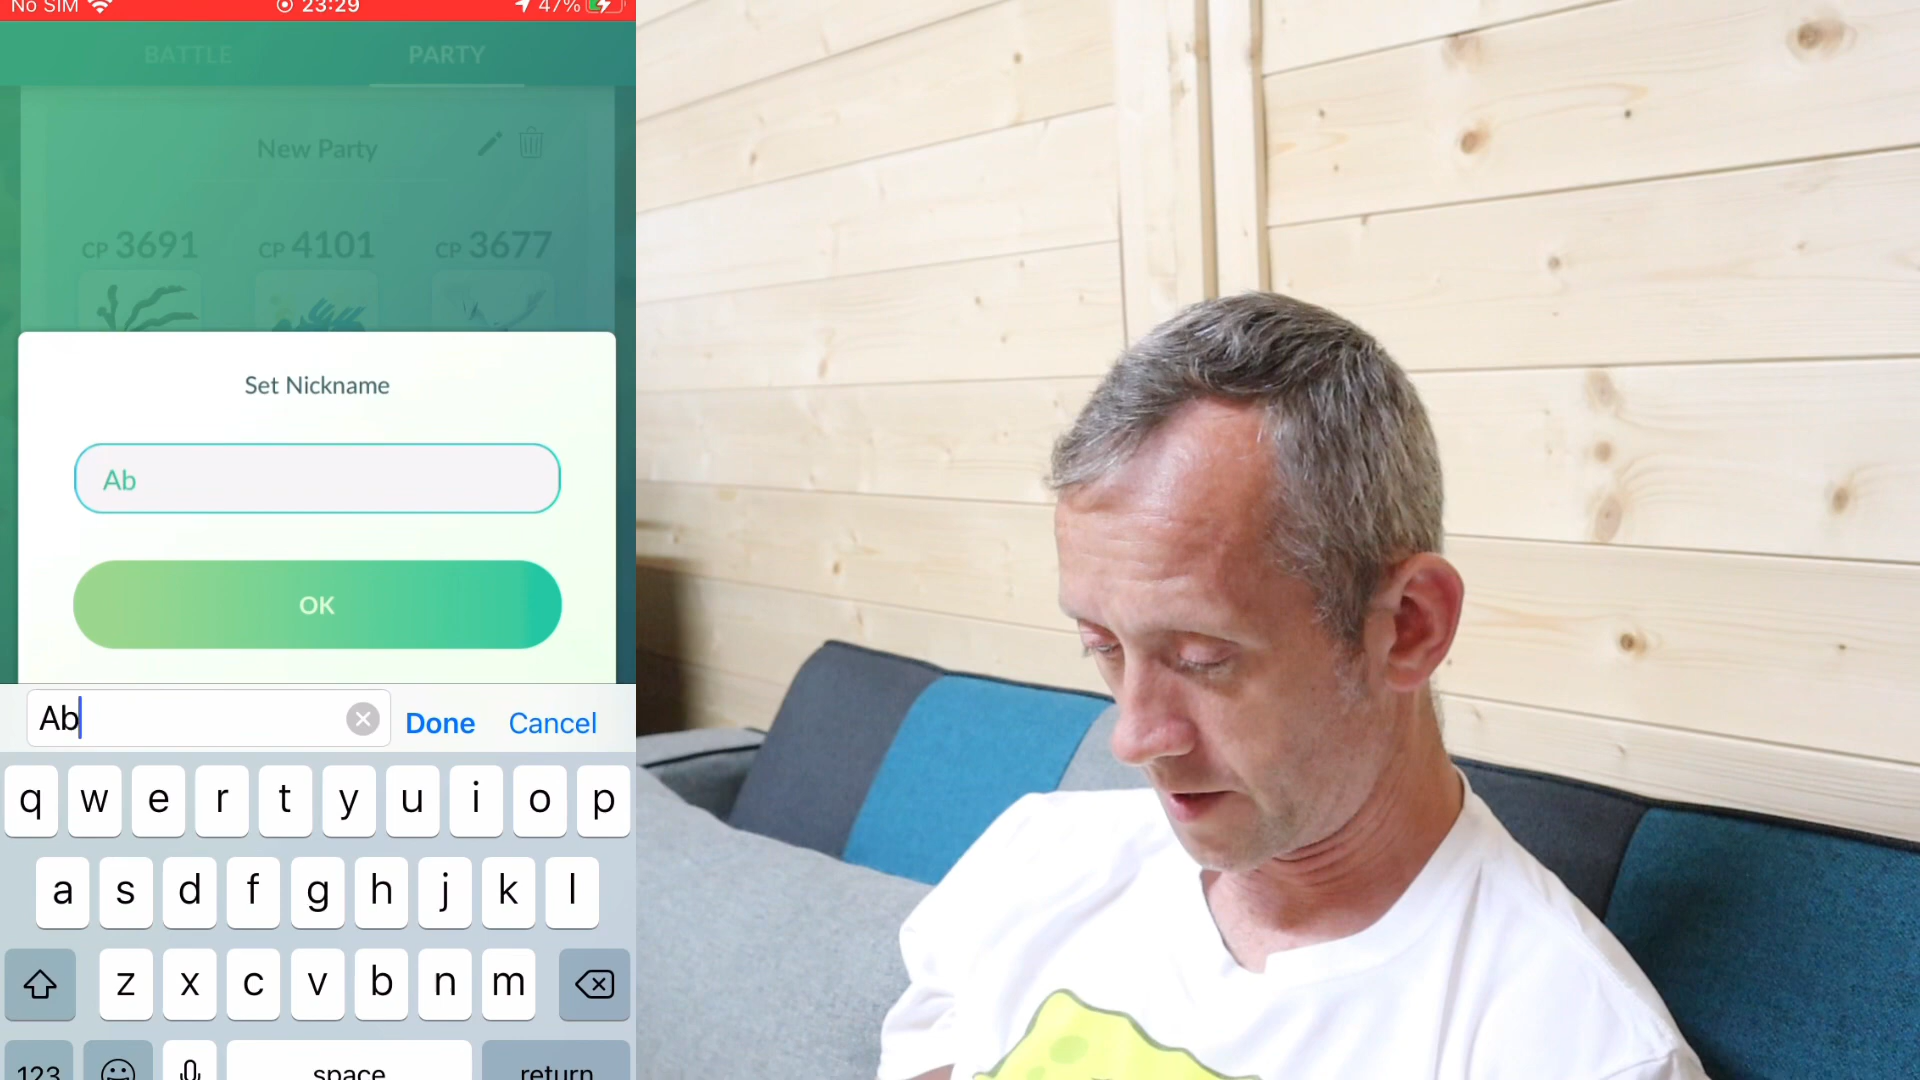 No SIM 23:29 47%
BATTLE PARTY
New Party
CP 3691 CP 4101 CP 3677
Set Nickname
Ab
OK
Ab Done Cancel
q w e r t y u i o p
a s d f g h j k l
z x c v b n m
123 space return